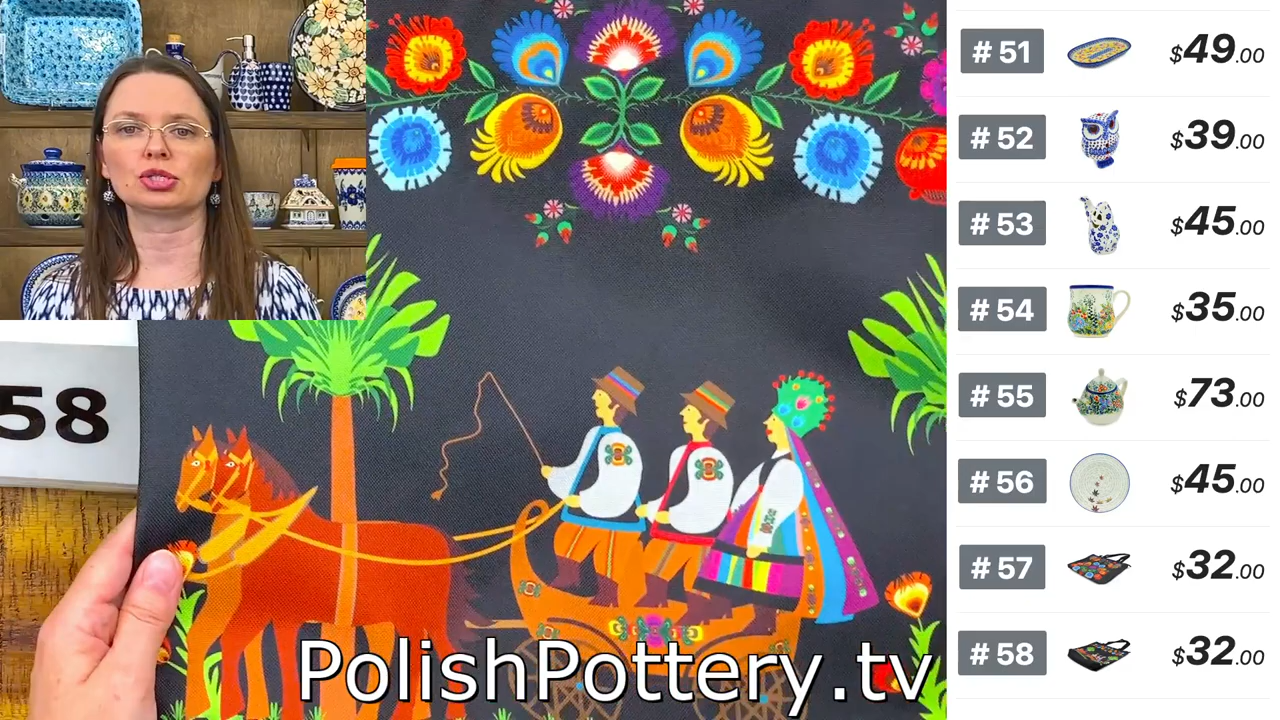 58
PolishPottery.tv
# 51 $49.00
# 52 $39.00
# 53 $45.00
# 54 $35.00
# 55 $73.00
# 56 $45.00
# 57 $32.00
# 58 $32.00